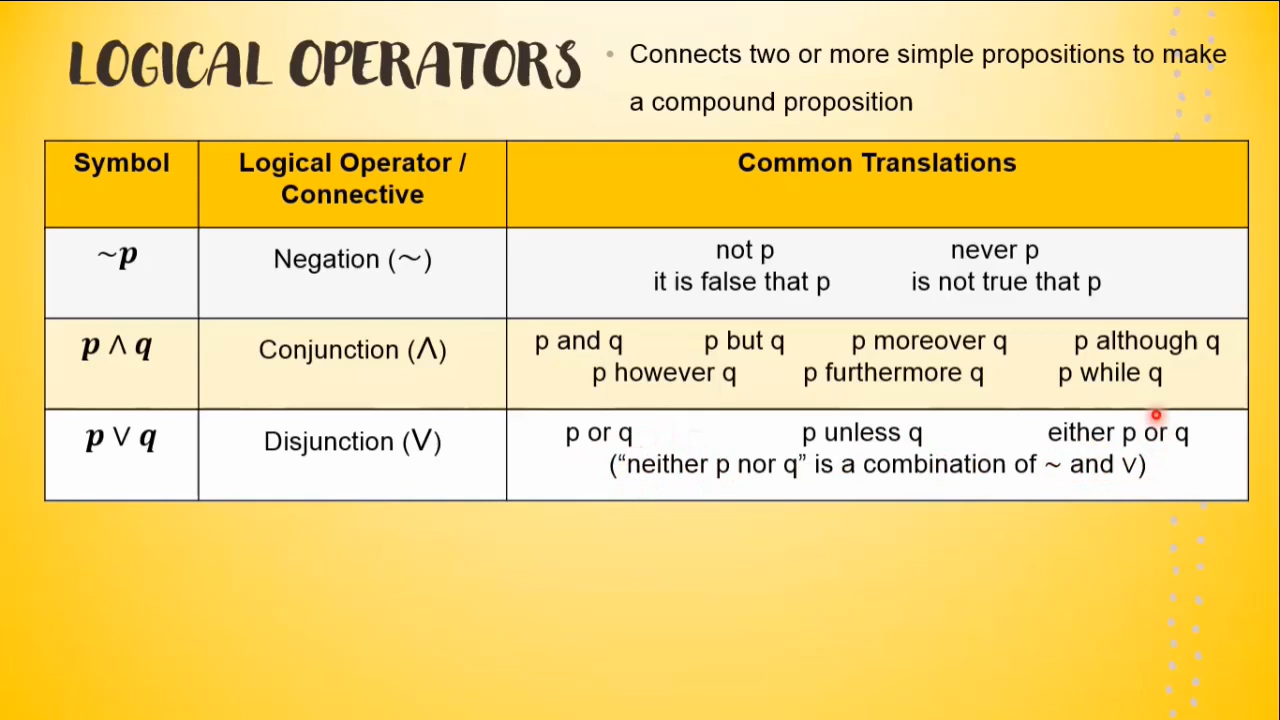 LOGICAL OPERATORS
• Connects two or more simple propositions to make
a compound proposition
Symbol
Logical Operator /
Connective
Common Translations
~p
Negation (~)
not p never p
it is false that p is not true that p
p ∧ q
Conjunction (∧)
p and q p but q p moreover q p although q
p however q p furthermore q p while q
p ∨ q
Disjunction (∨)
p or q p unless q either p or q
(“neither p nor q” is a combination of ~ and ∨)